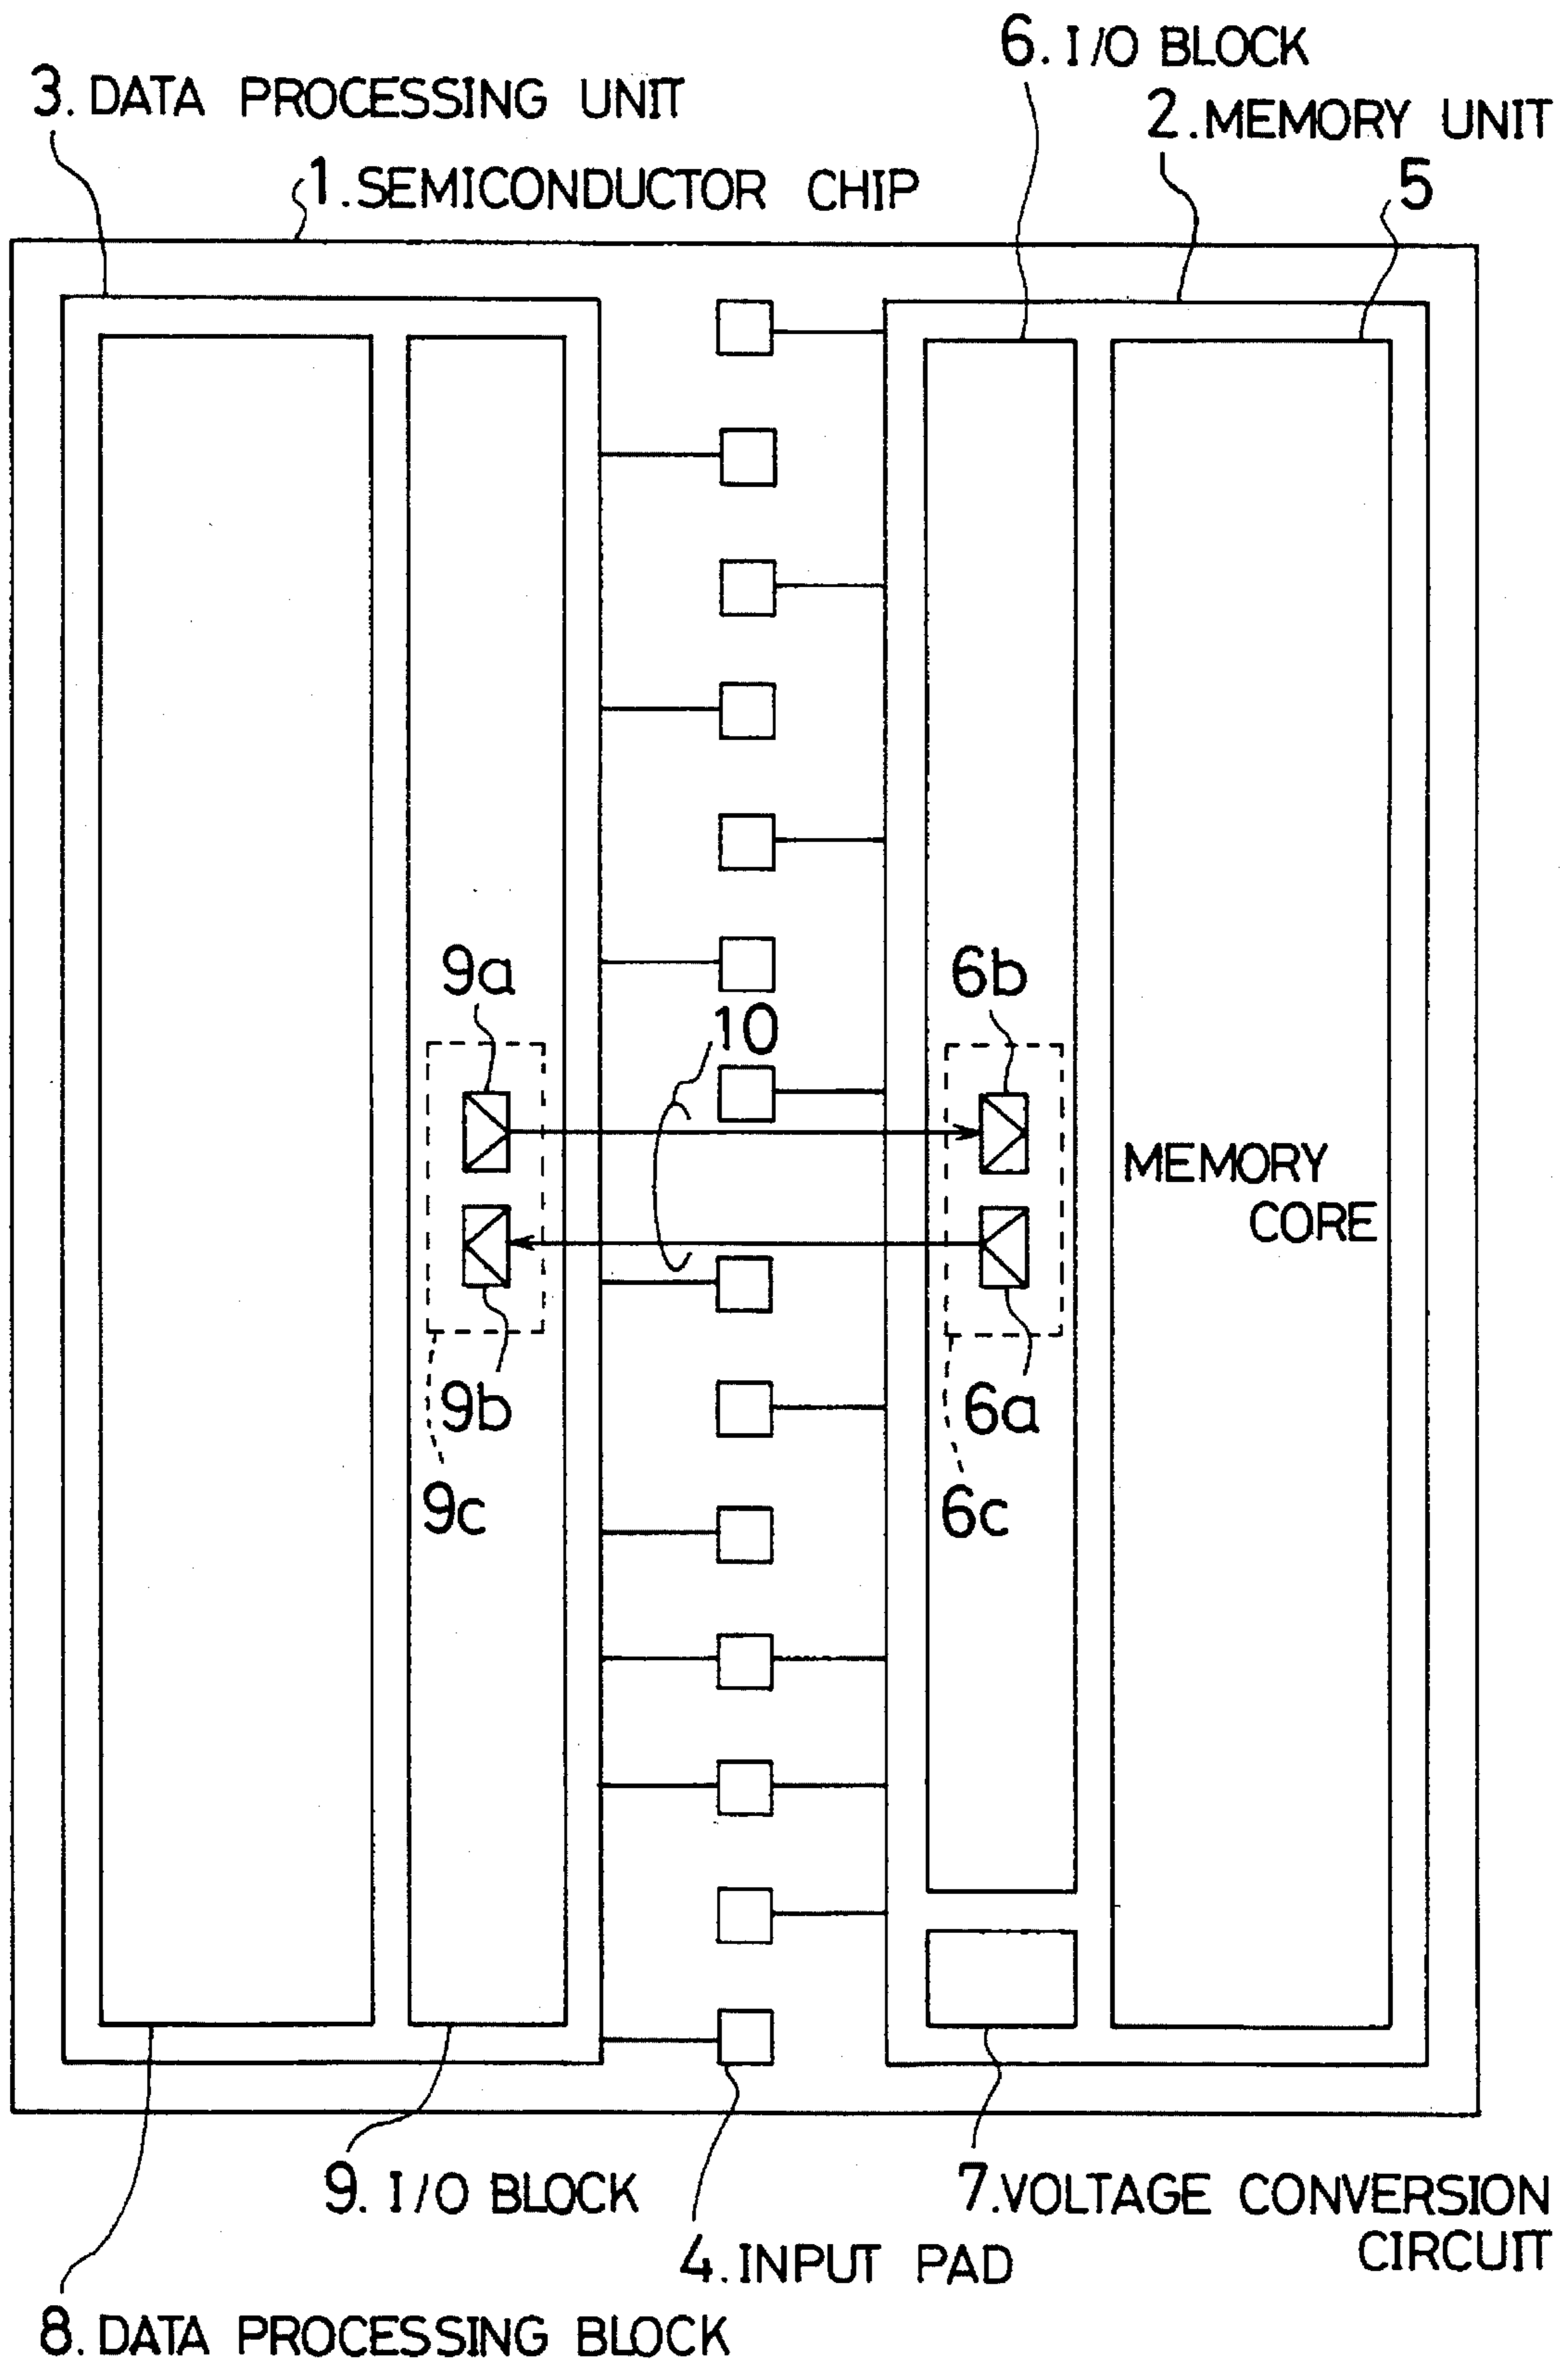 6. I/O BLOCK
3. DATA PROCESSING UNIT
2. MEMORY UNIT
1. SEMICONDUCTOR CHIP
5
9a
6b
10
MEMORY
CORE
9b
6a
9c
6c
9. I/O BLOCK
7. VOLTAGE CONVERSION
CIRCUIT
4. INPUT PAD
8. DATA PROCESSING BLOCK